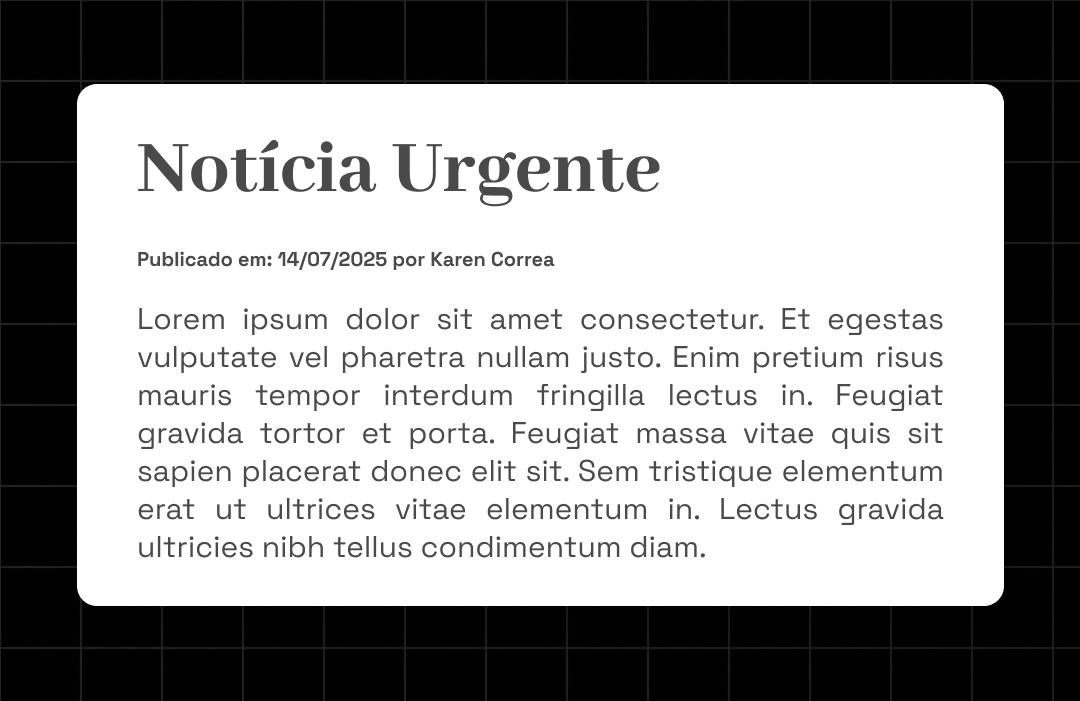 Notícia Urgente
Publicado em: 14/07/2025 por Karen Correa
Lorem ipsum dolor sit amet consectetur. Et egestas
vulputate vel pharetra nullam justo. Enim pretium risus
mauris tempor interdum fringilla lectus in. Feugiat
gravida tortor et porta. Feugiat massa vitae quis sit
sapien placerat donec elit sit. Sem tristique elementum
erat ut ultrices vitae elementum in. Lectus gravida
ultricies nibh tellus condimentum diam.